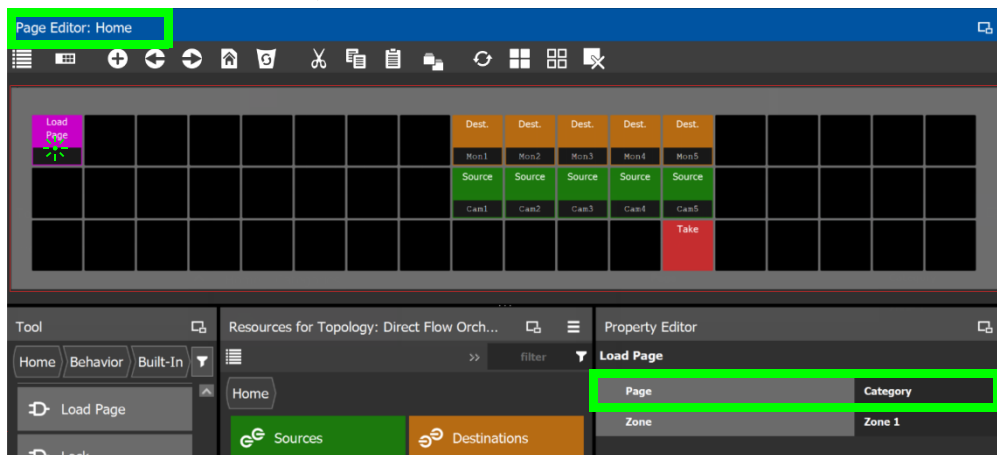 Page Editor: Home
Load
Page
Dest. Dest. Dest. Dest. Dest.
Mon1 Mon2 Mon3 Mon4 Mon5
Source Source Source Source Source
Cam1 Cam2 Cam3 Cam4 Cam5
Take
Tool
Home Behavior Built-In
Load Page
Lock
Resources for Topology: Direct Flow Orch...
>> filter
Home
Sources Destinations
Property Editor
Load Page
Page Category
Zone Zone 1